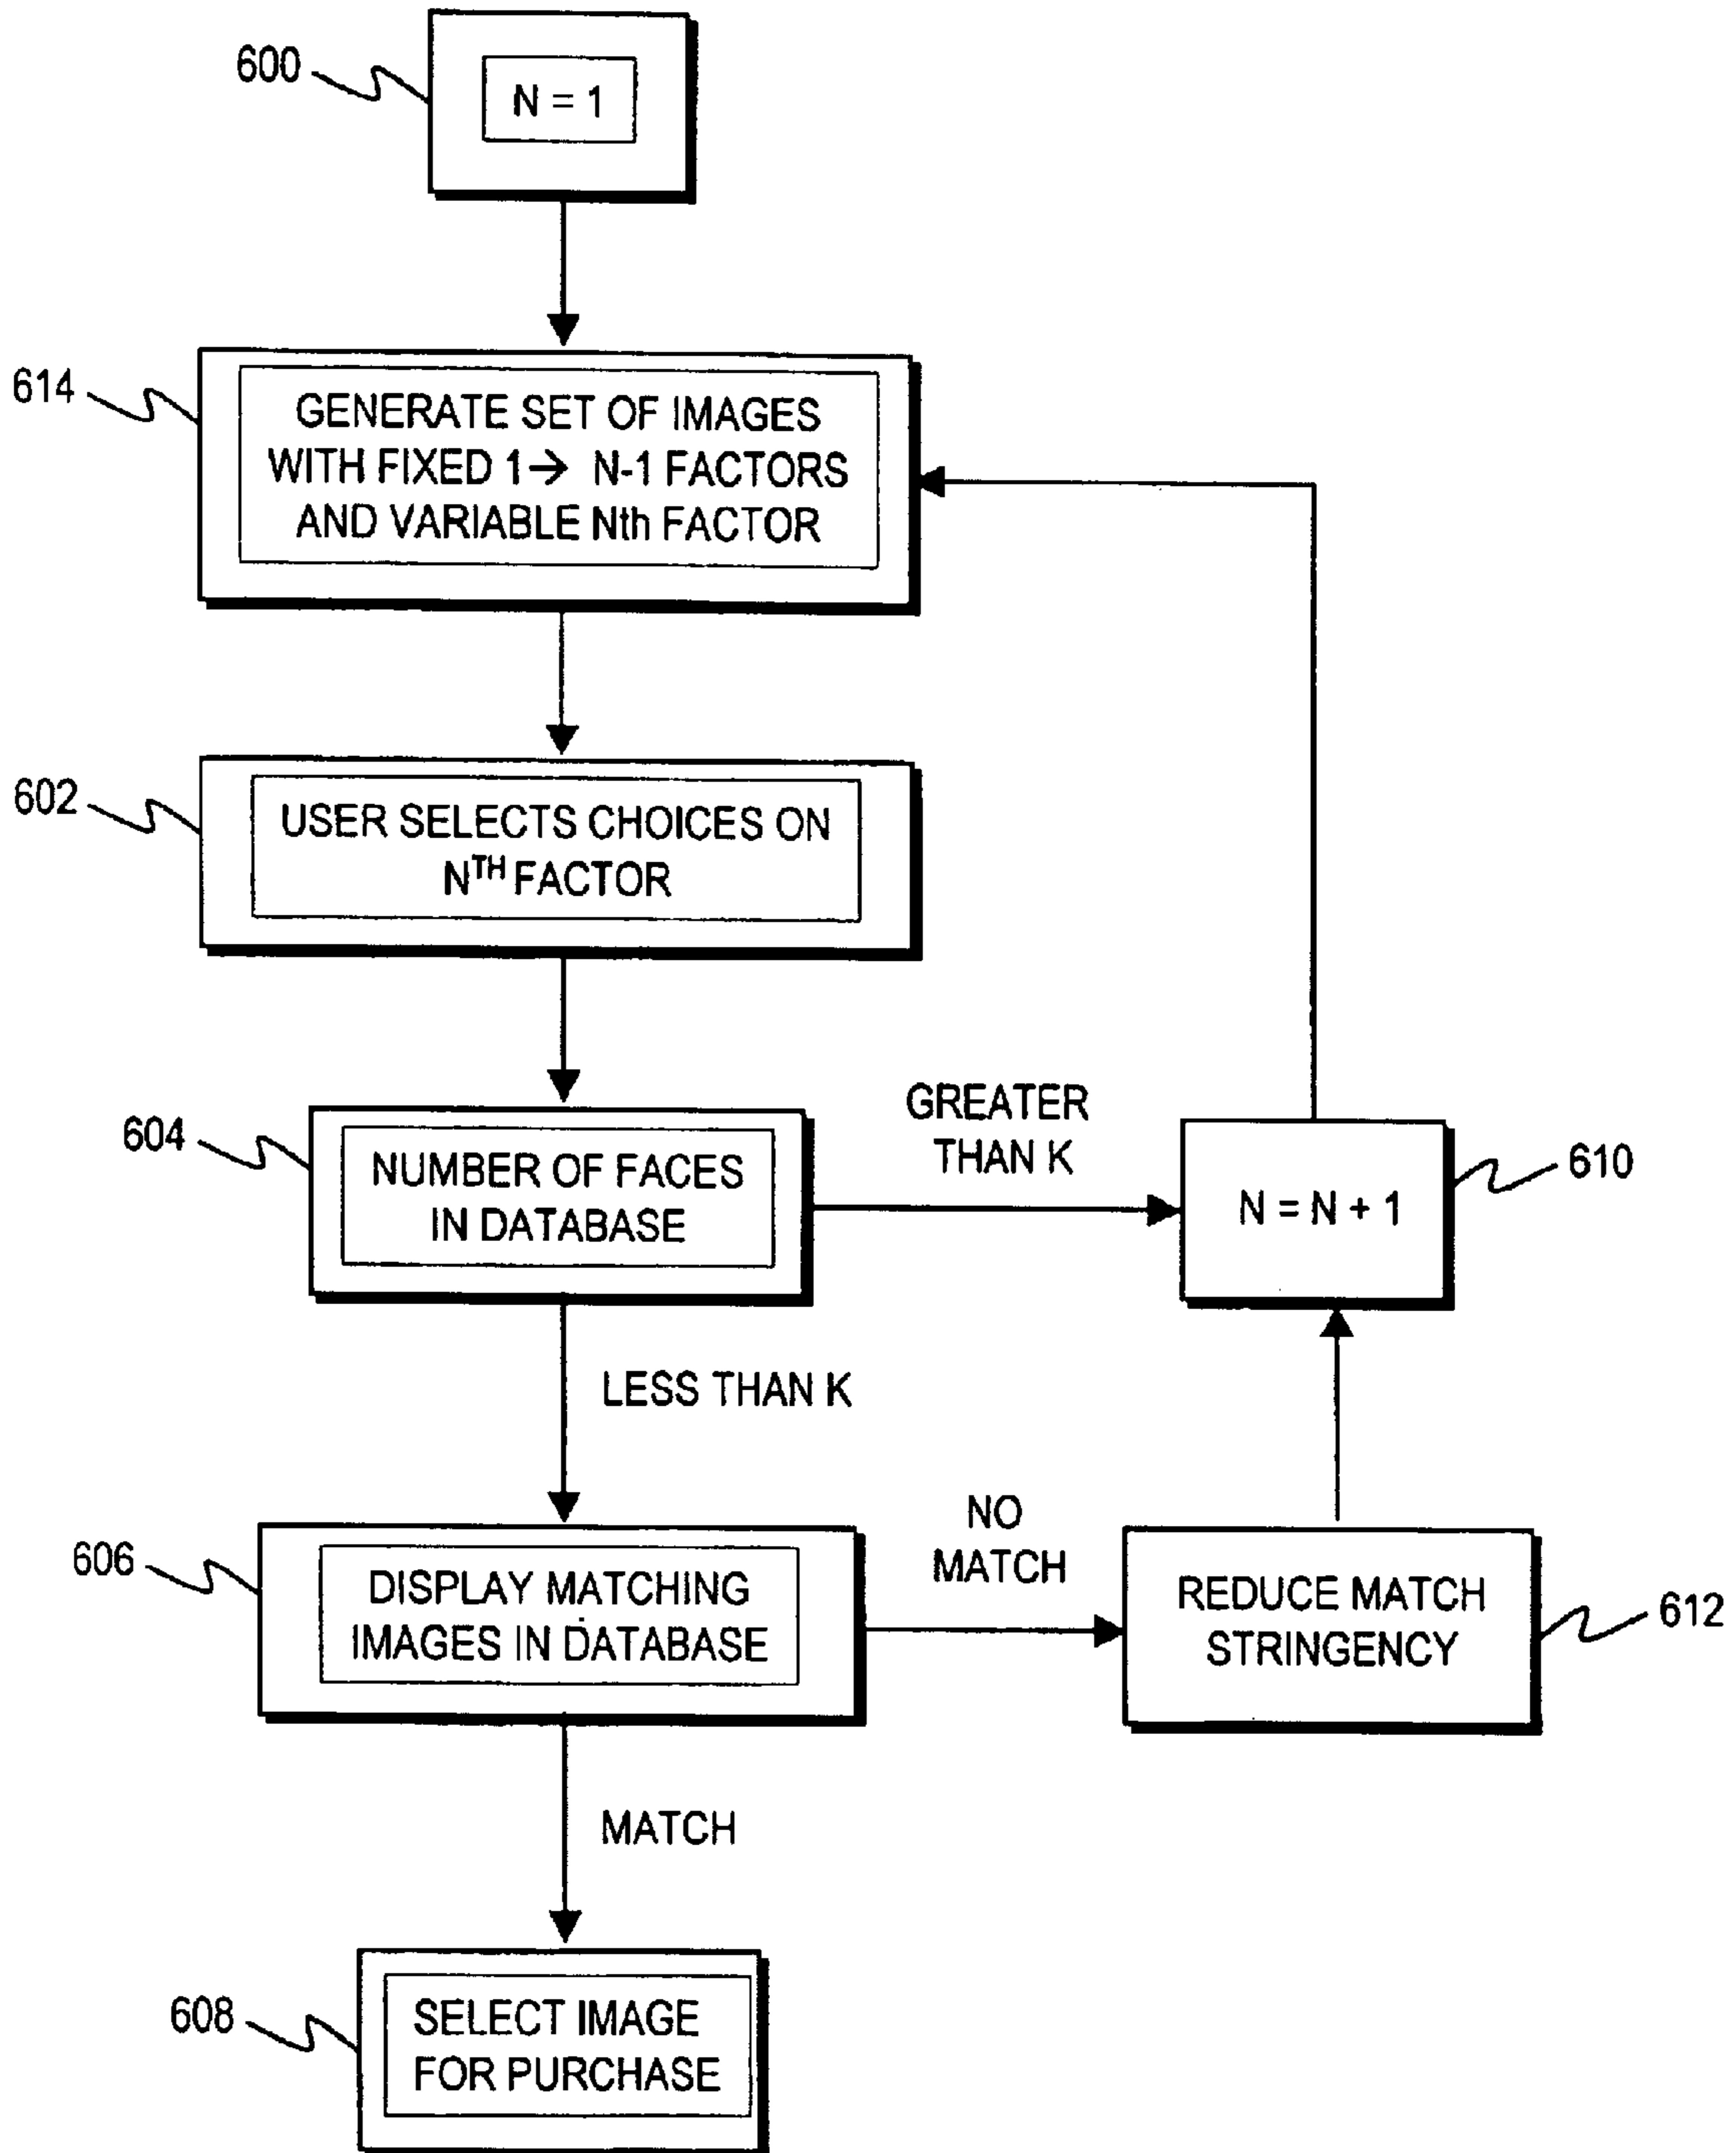 600
N = 1
614
GENERATE SET OF IMAGES
WITH FIXED 1→ N-1 FACTORS
AND VARIABLE Nth FACTOR
602
USER SELECTS CHOICES ON
NTH FACTOR
604
NUMBER OF FACES
IN DATABASE
GREATER
THAN K
N = N + 1
610
LESS THAN K
606
DISPLAY MATCHING
IMAGES IN DATABASE
NO
MATCH
REDUCE MATCH
STRINGENCY
612
MATCH
608
SELECT IMAGE
FOR PURCHASE